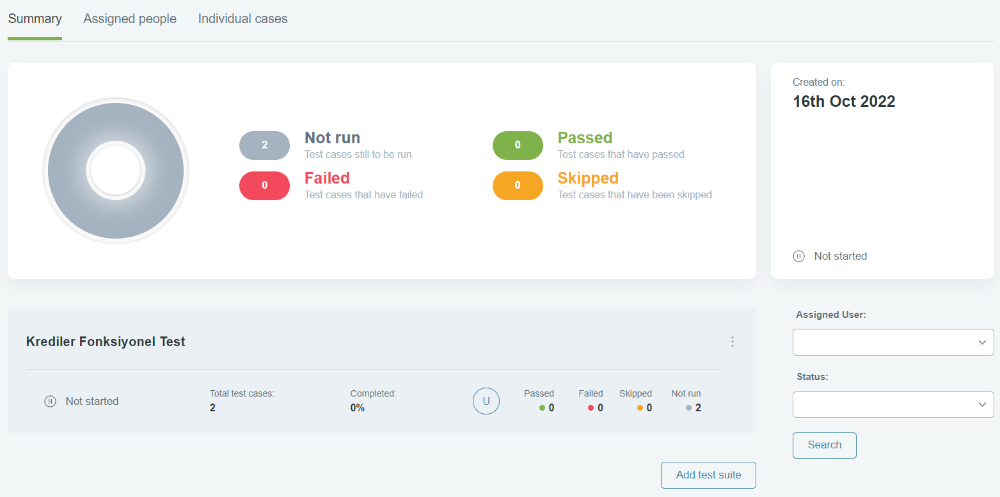 Summary Assigned people Individual cases
2 Not run
Test cases still to be run
0 Passed
Test cases that have passed
0 Failed
Test cases that have failed
0 Skipped
Test cases that have been skipped
Created on:
16th Oct 2022
Not started
Krediler Fonksiyonel Test
Not started
Total test cases:
2
Completed:
0%
U
Passed
0
Failed
0
Skipped
0
Not run
2
Add test suite
Assigned User:
Status:
Search